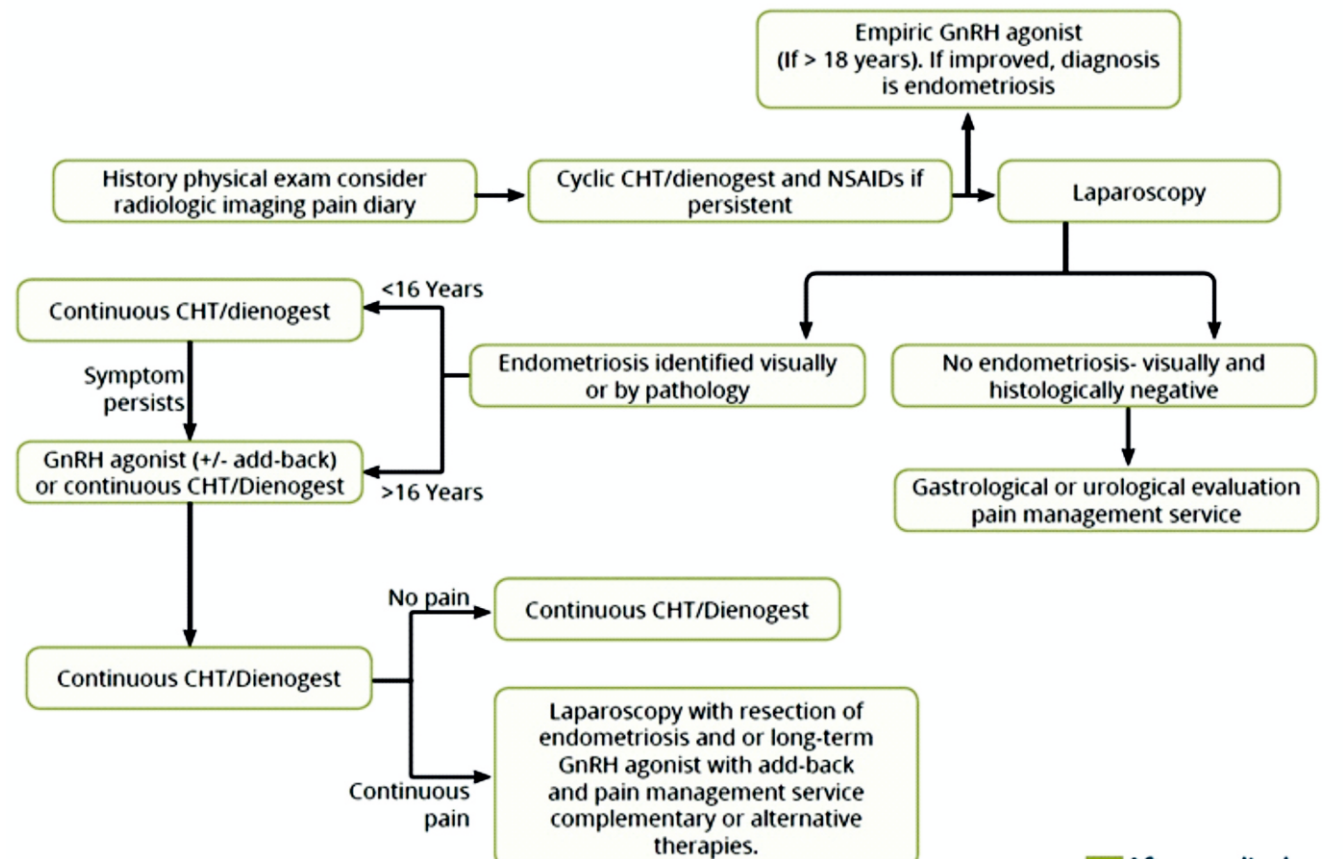 Empiric GnRH agonist
(If > 18 years). If improved, diagnosis
is endometriosis
History physical exam consider
radiologic imaging pain diary
Cyclic CHT/dienogest and NSAIDs if
persistent
Laparoscopy
<16 Years
Continuous CHT/dienogest
Symptom
persists
Endometriosis identified visually
or by pathology
No endometriosis- visually and
histologically negative
GnRH agonist (+/- add-back)
or continuous CHT/Dienogest
>16 Years
Gastrological or urological evaluation
pain management service
No pain
Continuous CHT/Dienogest
Continuous CHT/Dienogest
Continuous
pain
Laparoscopy with resection of
endometriosis and or long-term
GnRH agonist with add-back
and pain management service
complementary or alternative
therapies.